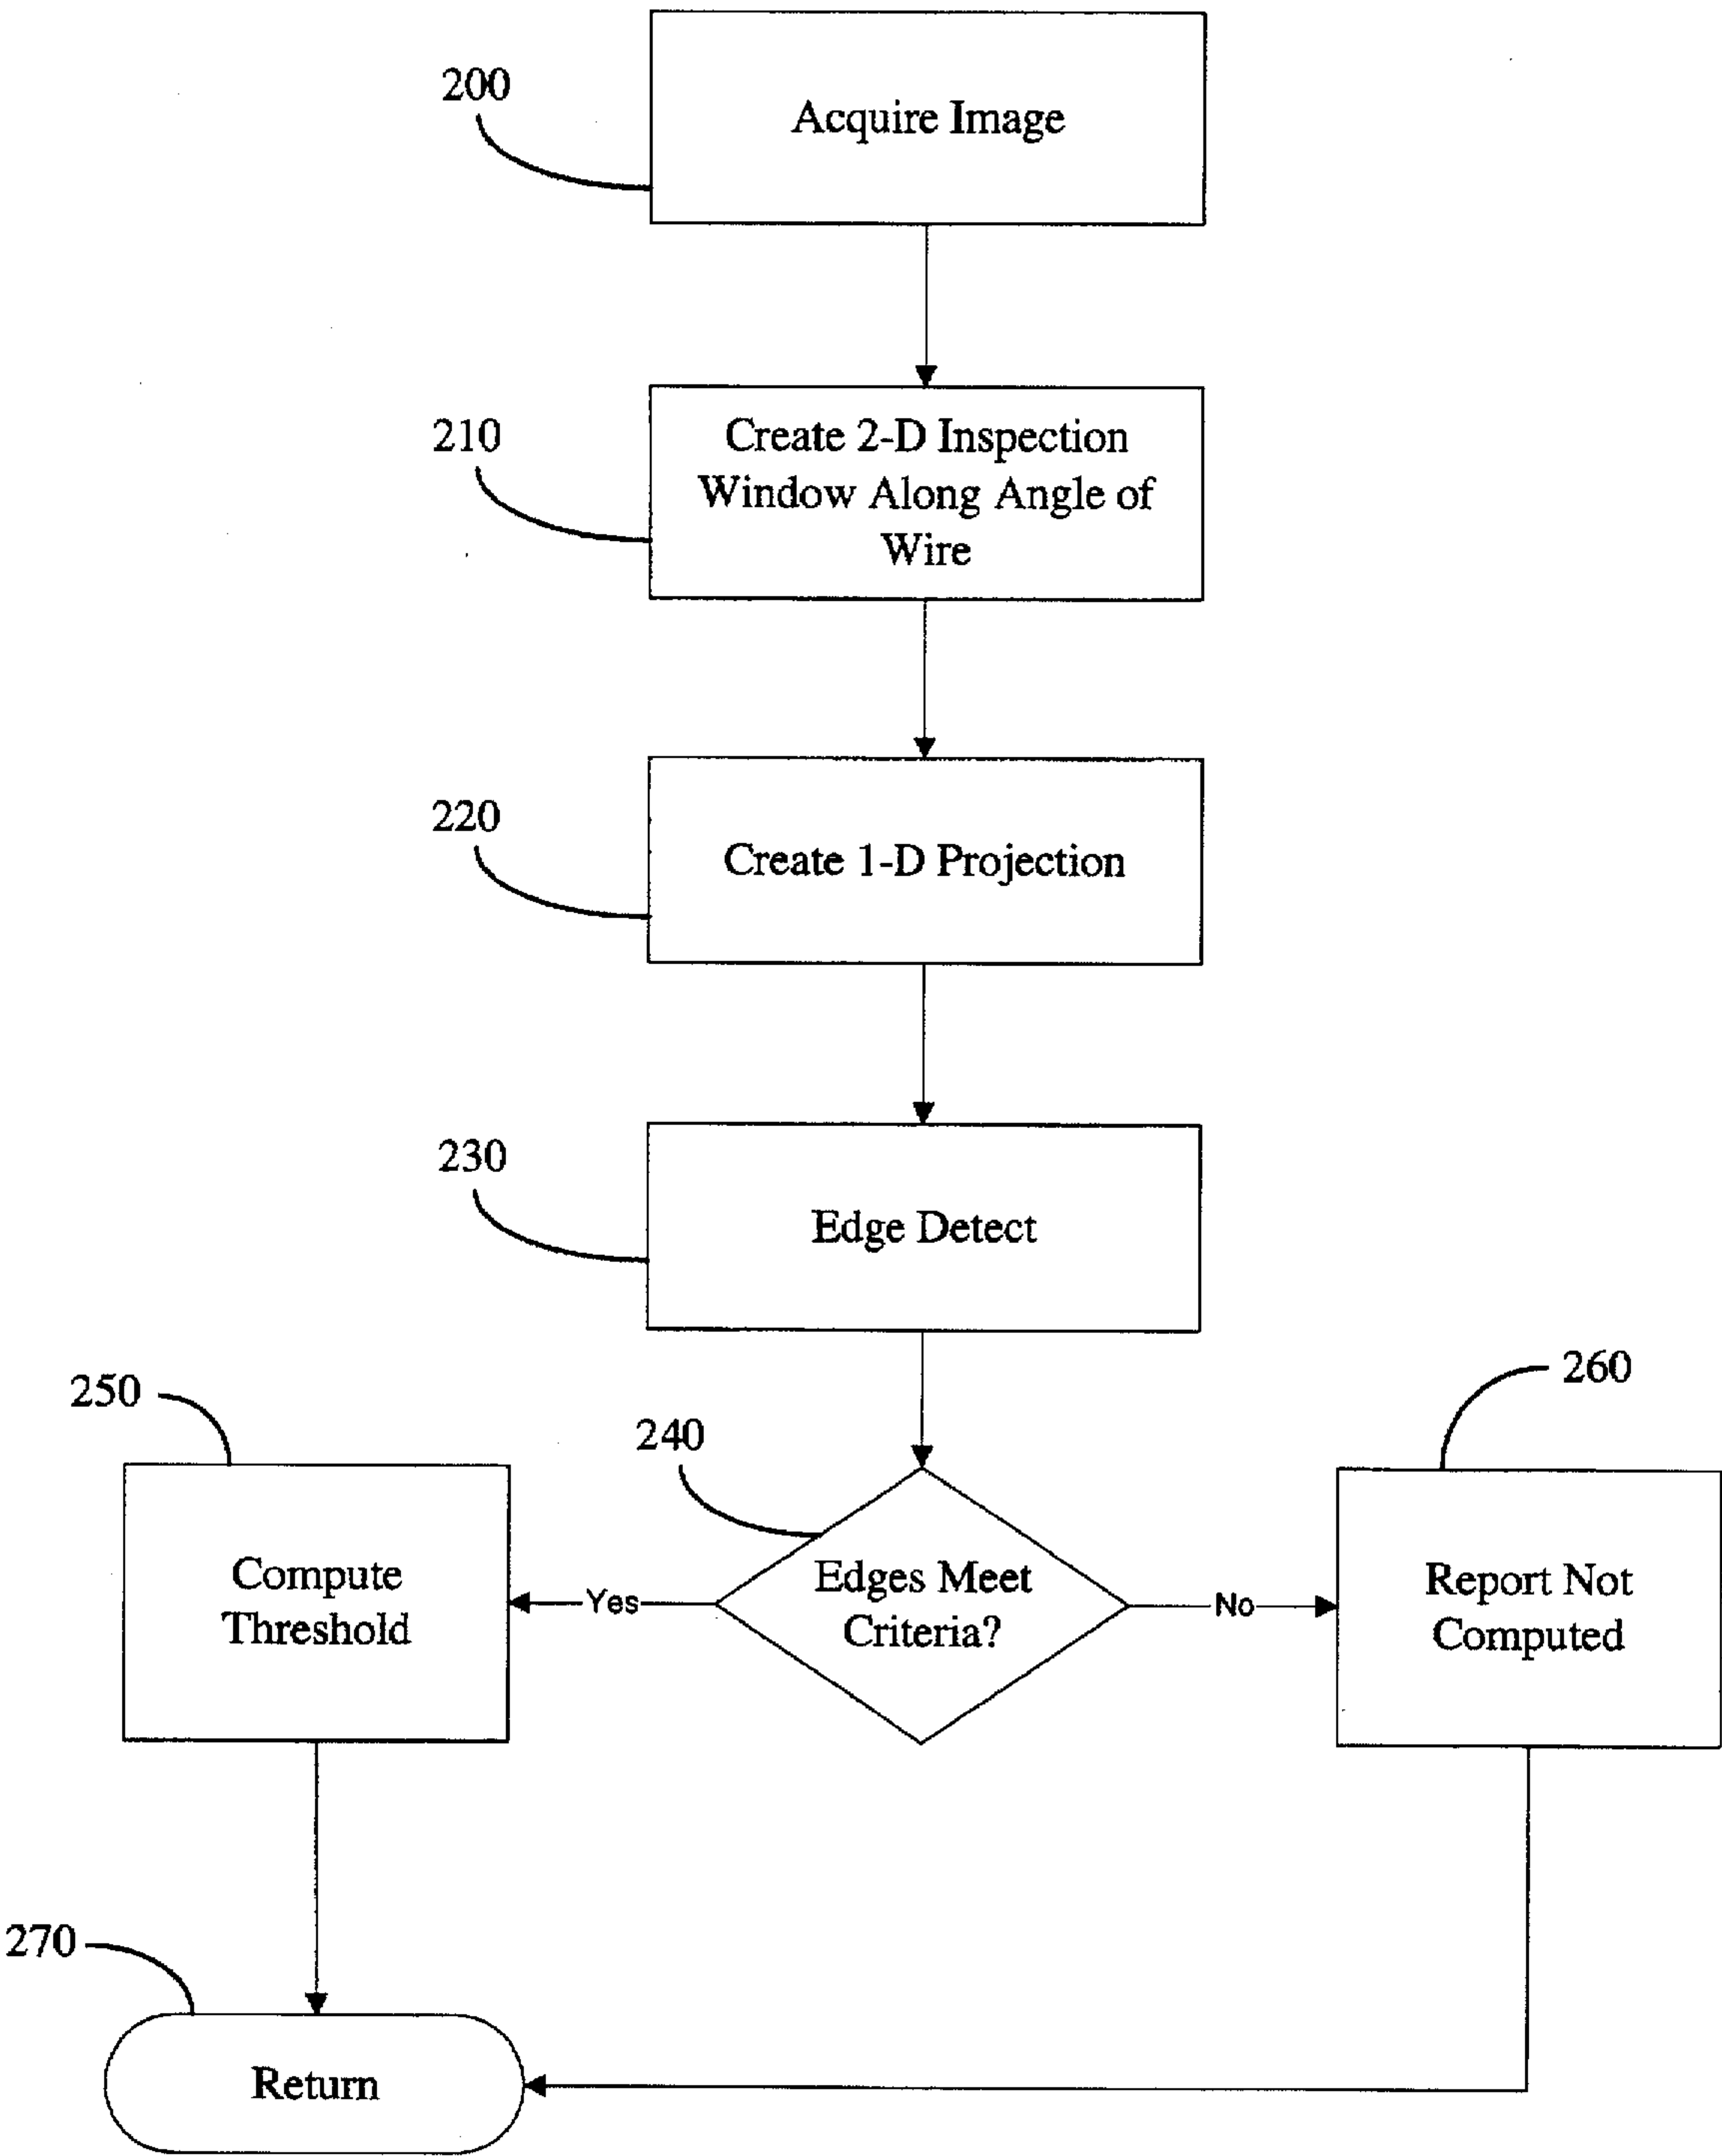 200
Acquire Image
210
Create 2-D Inspection
Window Along Angle of
Wire
220
Create 1-D Projection
230
Edge Detect
240
Edges Meet
Criteria?
Yes
No
250
Compute
Threshold
260
Report Not
Computed
270
Return